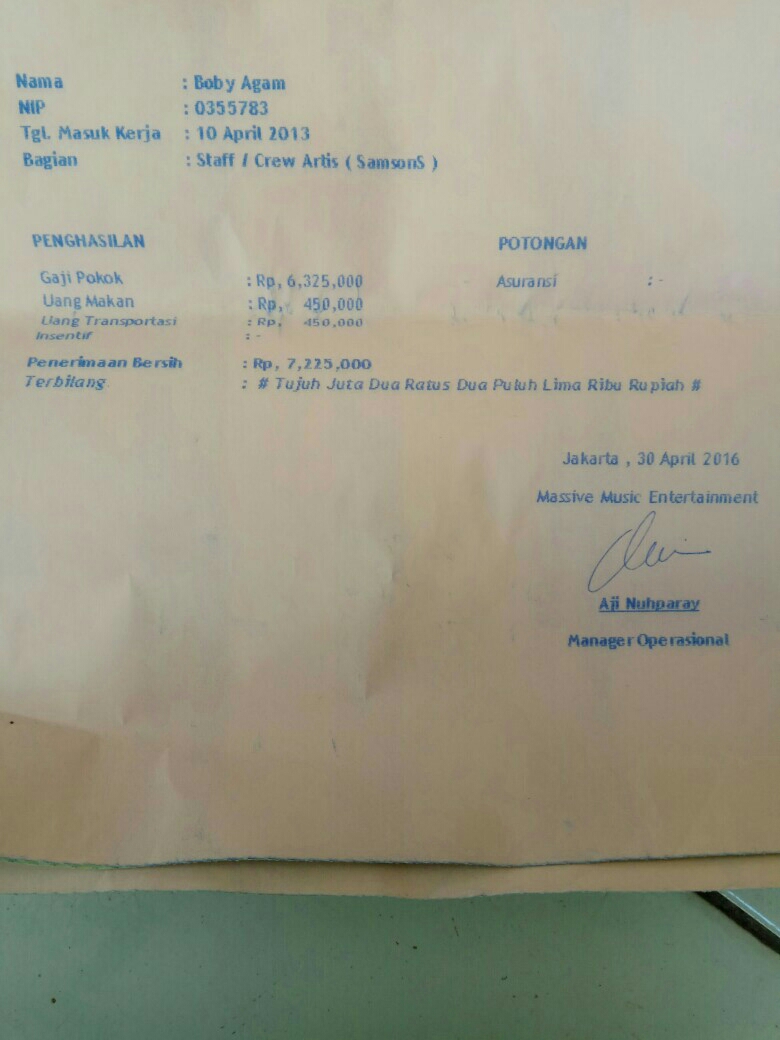 Nama : Boby Agam
NIP : 0355783
Tgl. Masuk Kerja : 10 April 2013
Bagian : Staff / Crew Artis ( SamsonS )
PENGHASILAN POTONGAN
Gaji Pokok : Rp, 6,325,000 Asuransi : -
Uang Makan : Rp, 450,000
Uang Transportasi : Rp, 450,000
Insentif : -
Penerimaan Bersih : Rp, 7,225,000
Terbilang : # Tujuh Juta Dua Ratus Dua Puluh Lima Ribu Rupiah #
Jakarta , 30 April 2016
Massive Music Entertainment
Aji Nuhparay
Manager Operasional